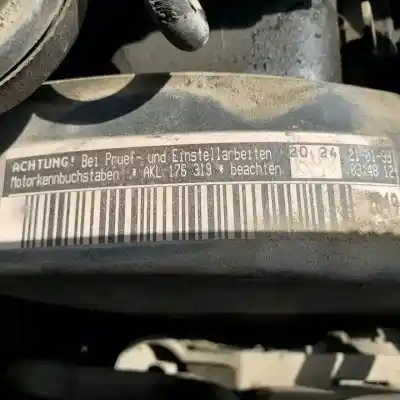 ACHTUNG! Bei Pruef- und Einstellarbeiten 20 24 21-01-99
Motorkennbuchstaben * AKL 176 319 * beachten 03:48 12